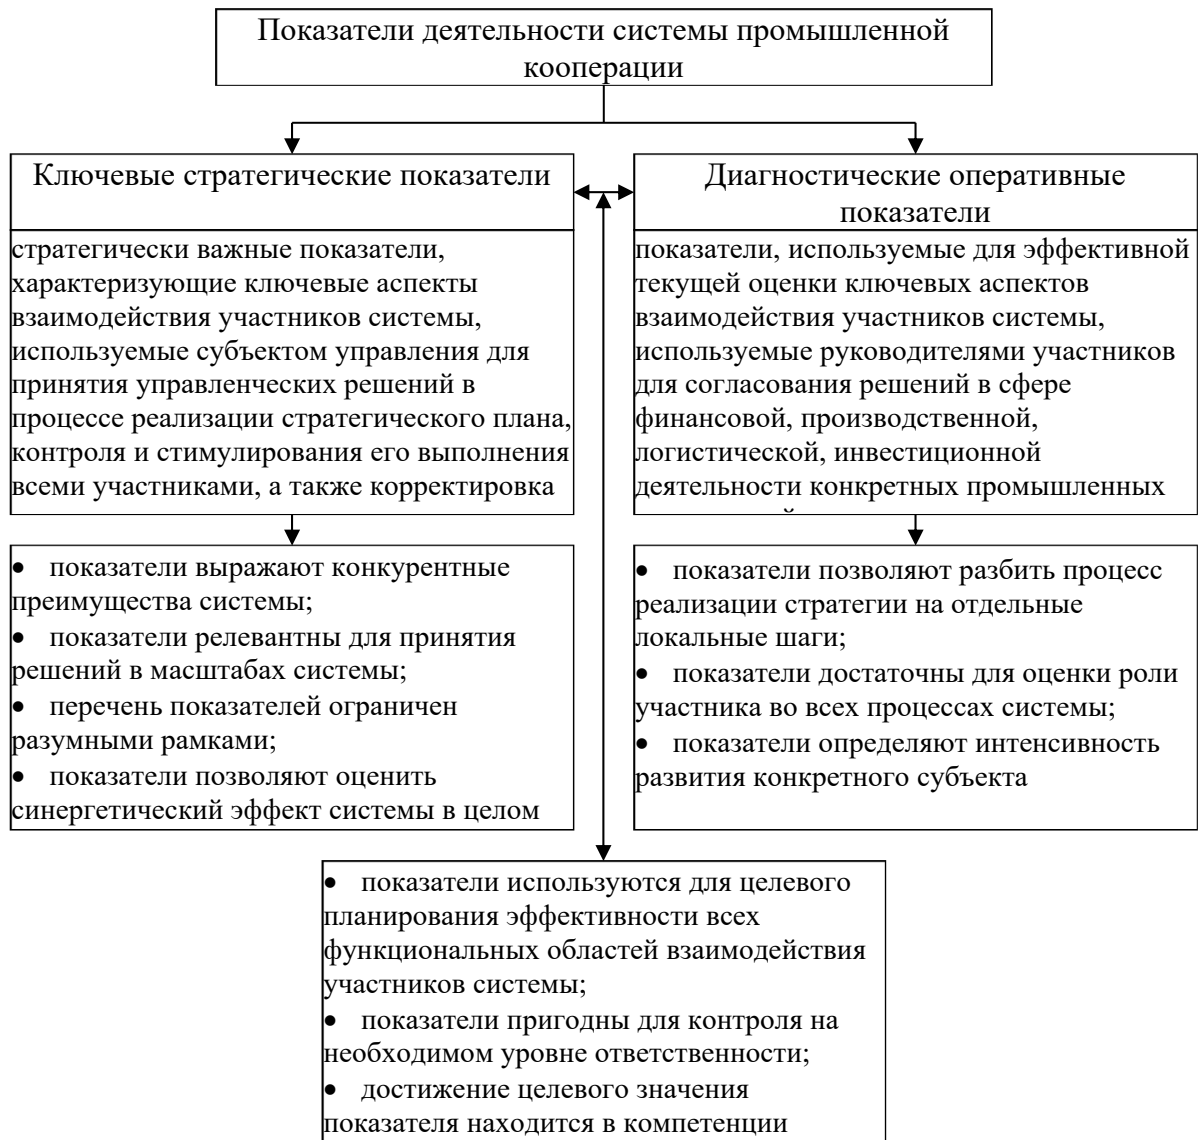 Показатели деятельности системы промышленной
кооперации
Ключевые стратегические показатели
стратегически важные показатели,
характеризующие ключевые аспекты
взаимодействия участников системы,
используемые субъектом управления для
принятия управленческих решений в
процессе реализации стратегического плана,
контроля и стимулирования его выполнения
всеми участниками, а также корректировка
Диагностические оперативные
показатели
показатели, используемые для эффективной
текущей оценки ключевых аспектов
взаимодействия участников системы,
используемые руководителями участников
для согласования решений в сфере
финансовой, производственной,
логистической, инвестиционной
деятельности конкретных промышленных
• показатели выражают конкурентные
преимущества системы;
• показатели релевантны для принятия
решений в масштабах системы;
• перечень показателей ограничен
разумными рамками;
• показатели позволяют оценить
синергетический эффект системы в целом
• показатели позволяют разбить процесс
реализации стратегии на отдельные
локальные шаги;
• показатели достаточны для оценки роли
участника во всех процессах системы;
• показатели определяют интенсивность
развития конкретного субъекта
• показатели используются для целевого
планирования эффективности всех
функциональных областей взаимодействия
участников системы;
• показатели пригодны для контроля на
необходимом уровне ответственности;
• достижение целевого значения
показателя находится в компетенции